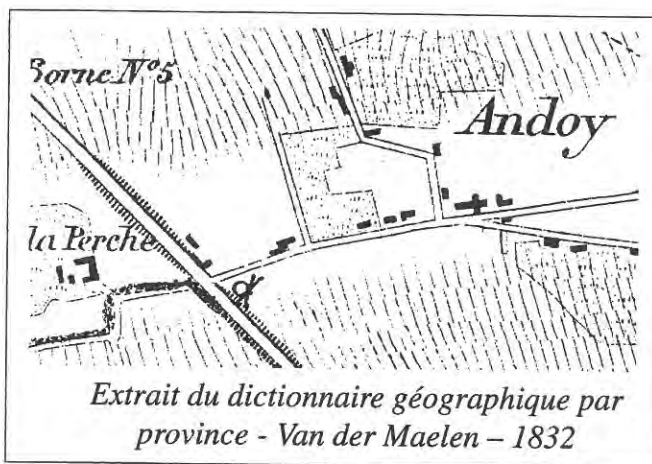 Borne N° 5
Andoy
la Perche
Extrait du dictionnaire géographique par
province - Van der Maelen – 1832